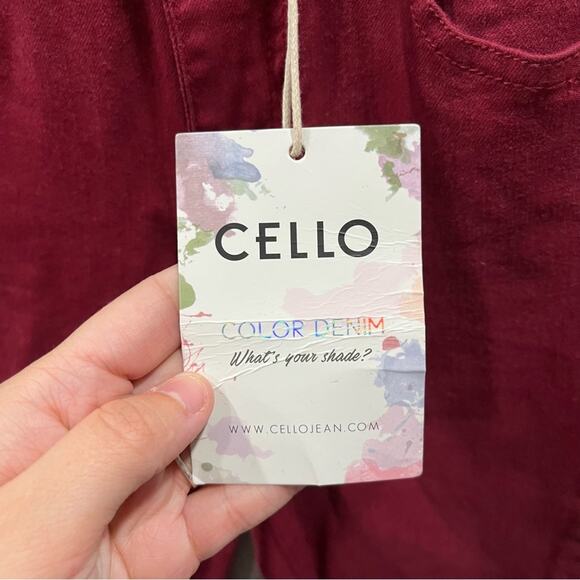 CELLO
COLOR DENIM
What's your shade?
WWW.CELLOJEAN.COM